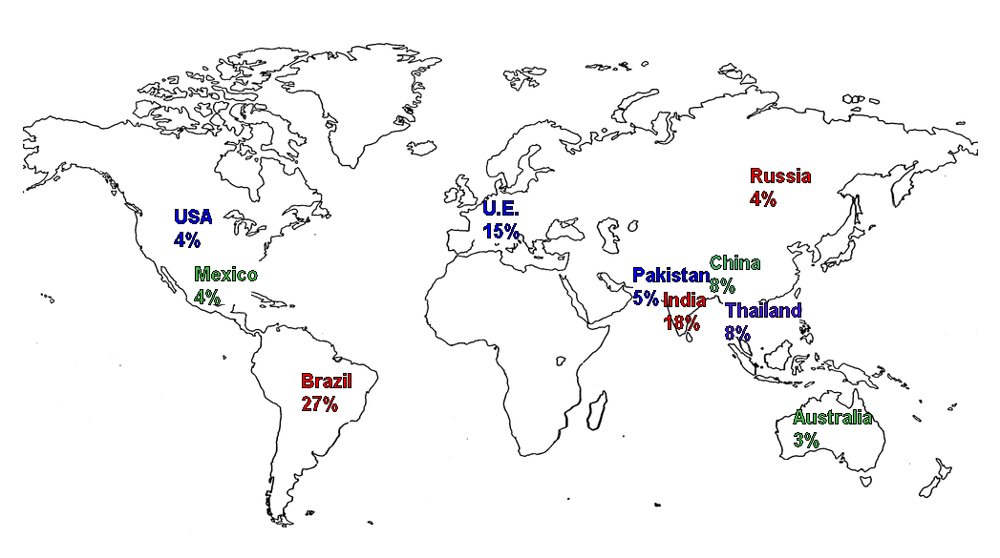 Russia
4%
USA
4%
U.E.
15%
Mexico
4%
China
8%
Pakistan
5%
India
18%
Thailand
8%
Brazil
27%
Australia
3%